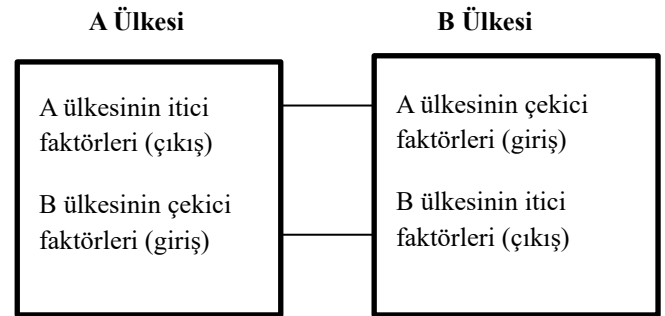 A Ülkesi
B Ülkesi
A ülkesinin itici
faktörleri (çıkış)
B ülkesinin çekici
faktörleri (giriş)
A ülkesinin çekici
faktörleri (giriş)
B ülkesinin itici
faktörleri (çıkış)